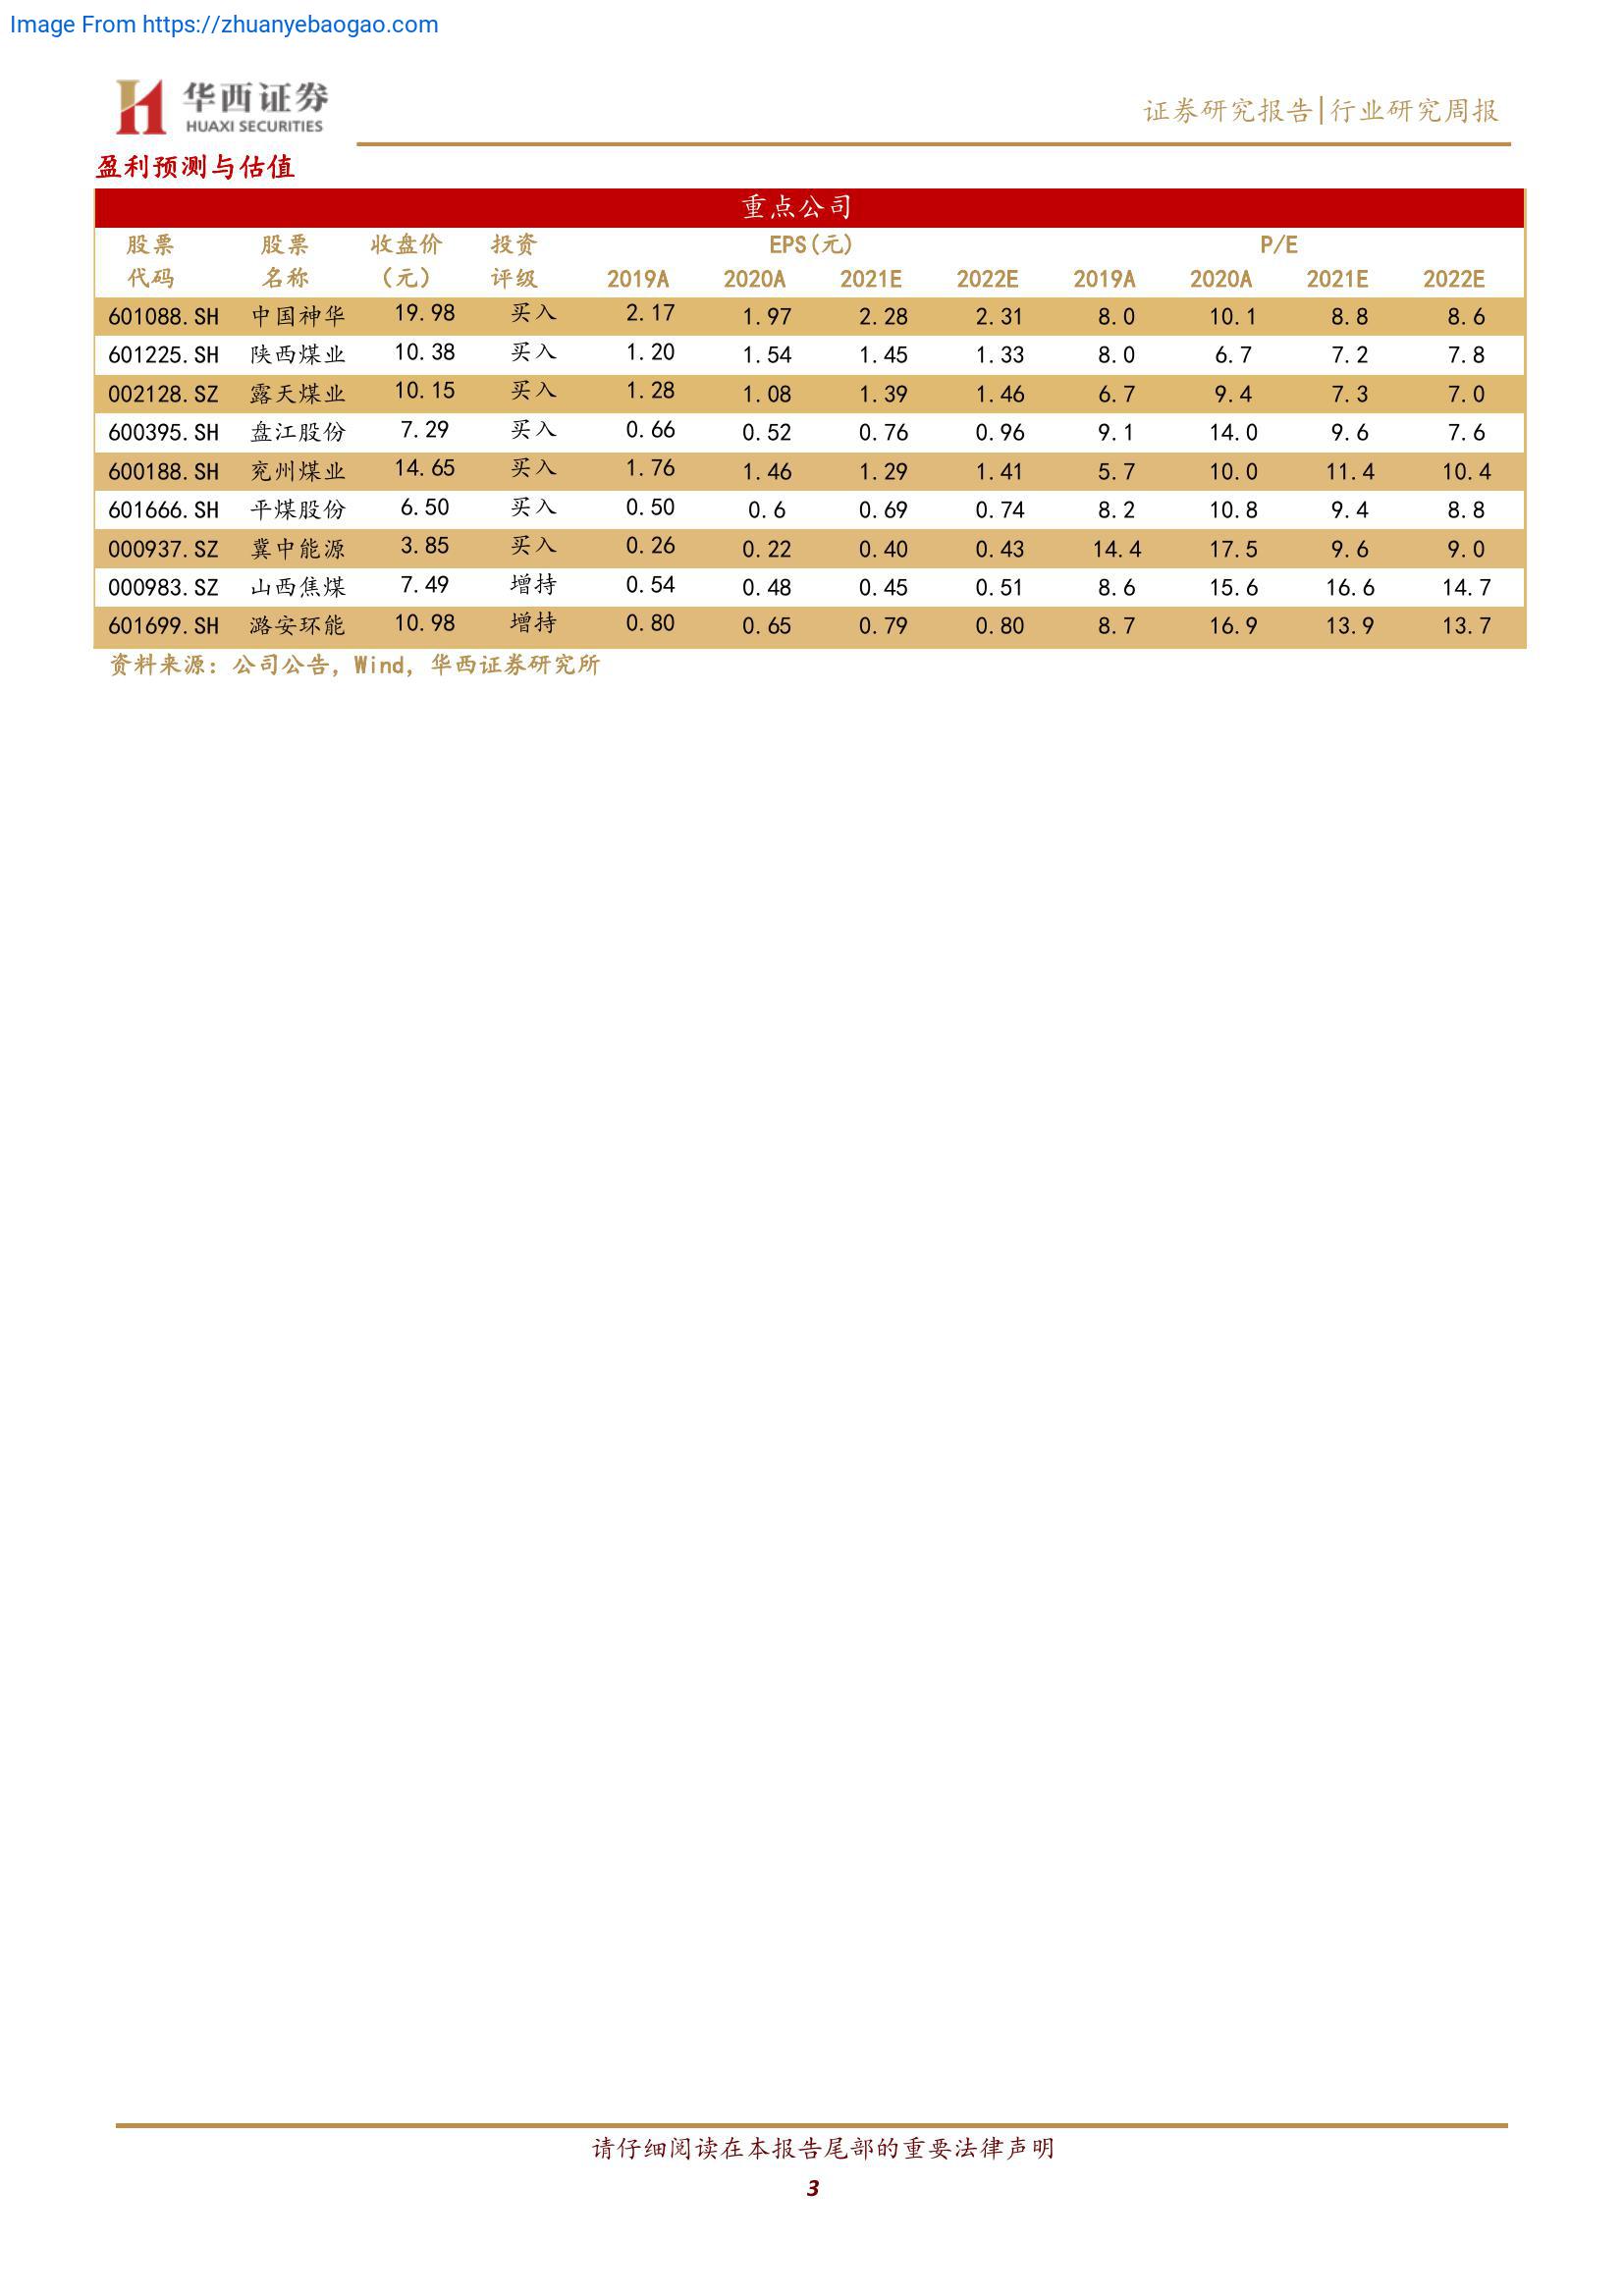 Image From https://zhuanyebaogao.com
华西证券
HUAXI SECURITIES
证券研究报告|行业研究周报
盈利预测与估值
重点公司
股票 股票 收盘价 投资 EPS(元) P/E
代码 名称 (元) 评级 2019A 2020A 2021E 2022E 2019A 2020A 2021E 2022E
601088.SH 中国神华 19.98 买入 2.17 1.97 2.28 2.31 8.0 10.1 8.8 8.6
601225.SH 陕西煤业 10.38 买入 1.20 1.54 1.45 1.33 8.0 6.7 7.2 7.8
002128.SZ 露天煤业 10.15 买入 1.28 1.08 1.39 1.46 6.7 9.4 7.3 7.0
600395.SH 盘江股份 7.29 买入 0.66 0.52 0.76 0.96 9.1 14.0 9.6 7.6
600188.SH 兖州煤业 14.65 买入 1.76 1.46 1.29 1.41 5.7 10.0 11.4 10.4
601666.SH 平煤股份 6.50 买入 0.50 0.6 0.69 0.74 8.2 10.8 9.4 8.8
000937.SZ 冀中能源 3.85 买入 0.26 0.22 0.40 0.43 14.4 17.5 9.6 9.0
000983.SZ 山西焦煤 7.49 增持 0.54 0.48 0.45 0.51 8.6 15.6 16.6 14.7
601699.SH 潞安环能 10.98 增持 0.80 0.65 0.79 0.80 8.7 16.9 13.9 13.7
资料来源：公司公告，Wind，华西证券研究所
请仔细阅读在本报告尾部的重要法律声明
3